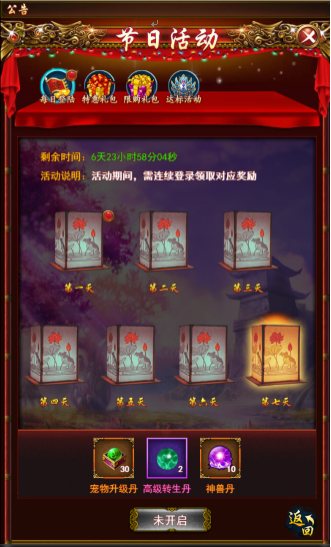 公告
节日活动
每日登陆 特惠礼包 限购礼包 达标活动
剩余时间：6天23小时58分04秒
活动说明：活动期间，需连续登录领取对应奖励
第一天 第二天 第三天
第四天 第五天 第六天 第七天
30 2 10
宠物升级丹 高级转生丹 神兽丹
未开启
返回